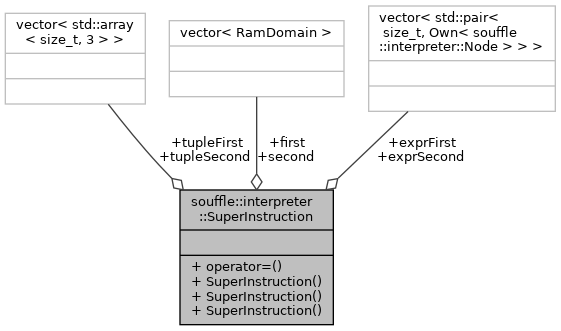 vector< std::array
< size_t, 3 > >
vector< RamDomain >
vector< std::pair<
size_t, Own< souffle
::interpreter::Node > > >
+tupleFirst
+tupleSecond
+first
+second
+exprFirst
+exprSecond
souffle::interpreter
::SuperInstruction
+ operator=()
+ SuperInstruction()
+ SuperInstruction()
+ SuperInstruction()